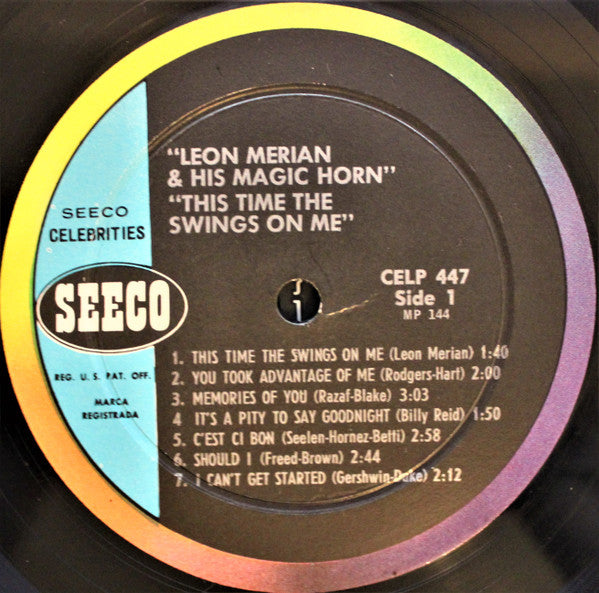 "LEON MERIAN
& HIS MAGIC HORN"
"THIS TIME THE
SWINGS ON ME"
SEECO
CELEBRITIES
SEECO
REG. U. S. PAT. OFF.
MARCA
REGISTRADA
CELP 447
Side 1
MP 144
1. THIS TIME THE SWINGS ON ME (Leon Merian) 1:40
2. YOU TOOK ADVANTAGE OF ME (Rodgers-Hart) 2:00
3. MEMORIES OF YOU (Razaf-Blake) 3:03
4 IT'S A PITY TO SAY GOODNIGHT (Billy Reid) 1:50
5. C'EST CI BON (Seelen-Hornez-Betti) 2:58
6. SHOULD I (Freed-Brown) 2:44
7. I CAN'T GET STARTED (Gershwin-Duke) 2:12